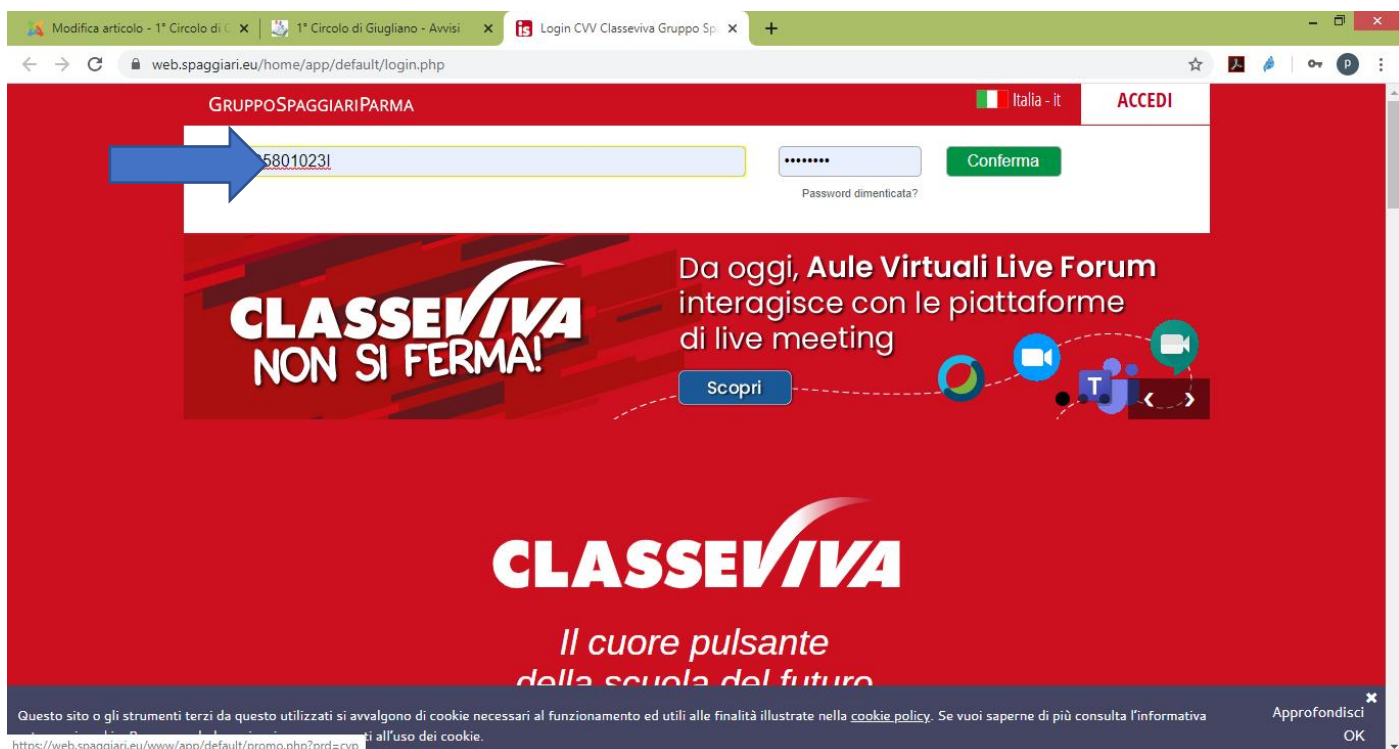 Modifica articolo - 1° Circolo di G
1° Circolo di Giugliano - Avvisi
Login CVV Classeviva Gruppo Sp
web.spaggiari.eu/home/app/default/login.php
P
GRUPPOSPAGGIARIPARMA
Italia - it
ACCEDI
5801023I
Conferma
Password dimenticata?
CLASSEVIVA
NON SI FERMA!
Da oggi, Aule Virtuali Live Forum
interagisce con le piattaforme
di live meeting
Scopri
T
CLASSEVIVA
Il cuore pulsante
della scuola del futuro
Questo sito o gli strumenti terzi da questo utilizzati si avvalgono di cookie necessari al funzionamento ed utili alle finalità illustrate nella cookie policy. Se vuoi saperne di più consulta l'informativa
Approfondisci
ti all'uso dei cookie.
OK
https://web.spaggiari.eu/www/app/default/promo.php?prd=cvp